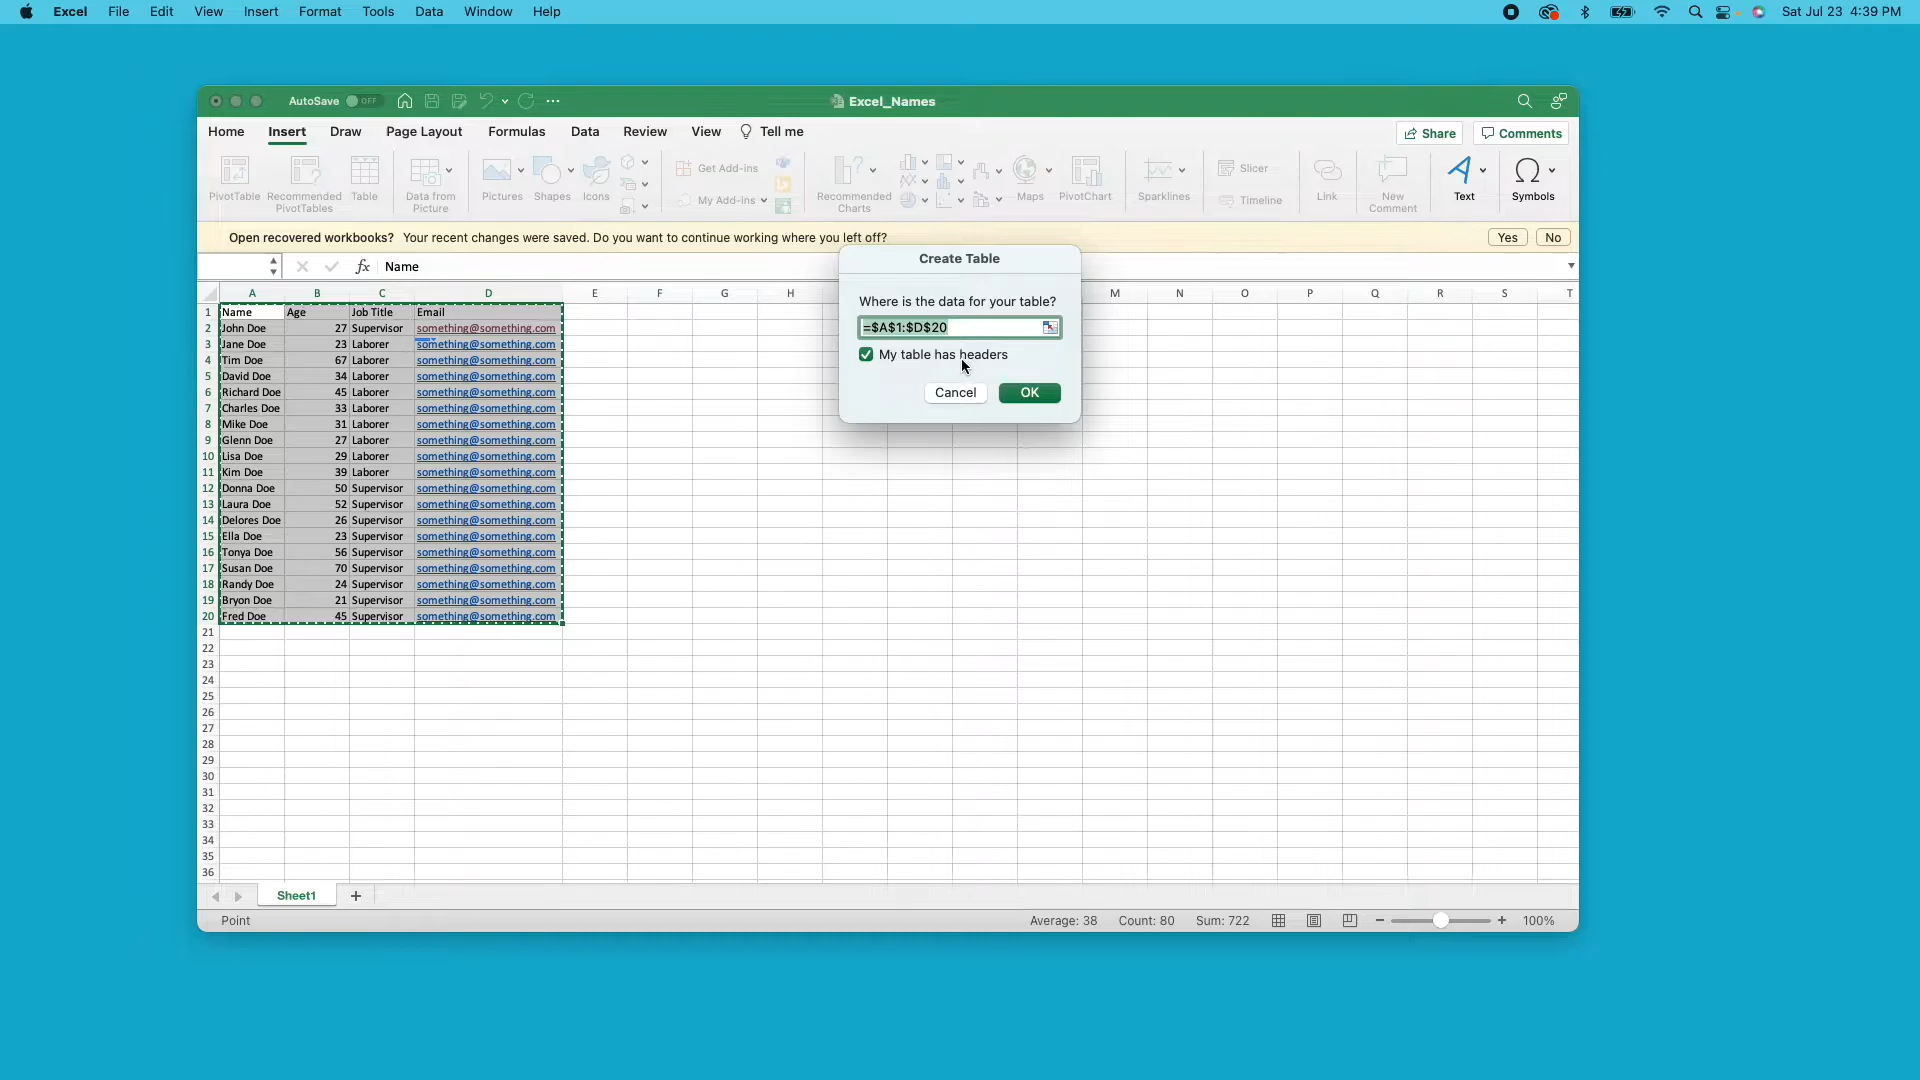 Excel File Edit View Insert Format Tools Data Window Help Sat Jul 23 4:39 PM
AutoSave OFF Excel_Names
Home Insert Draw Page Layout Formulas Data Review View Tell me Share Comments
PivotTable Recommended PivotTables Table Data from Picture Pictures Shapes Icons Get Add-ins My Add-ins Recommended Charts Maps PivotChart Sparklines Slicer Timeline Link New Comment Text Symbols
Open recovered workbooks? Your recent changes were saved. Do you want to continue working where you left off? Yes No
fx Name
Create Table
Where is the data for your table?
=$A$1:$D$20
My table has headers
Cancel OK
A B C D E F G H M N O P Q R S T
1 Name Age Job Title Email
2 John Doe 27 Supervisor something@something.com
3 Jane Doe 23 Laborer something@something.com
4 Tim Doe 67 Laborer something@something.com
5 David Doe 34 Laborer something@something.com
6 Richard Doe 45 Laborer something@something.com
7 Charles Doe 33 Laborer something@something.com
8 Mike Doe 31 Laborer something@something.com
9 Glenn Doe 27 Laborer something@something.com
10 Lisa Doe 29 Laborer something@something.com
11 Kim Doe 39 Laborer something@something.com
12 Donna Doe 50 Supervisor something@something.com
13 Laura Doe 52 Supervisor something@something.com
14 Delores Doe 26 Supervisor something@something.com
15 Ella Doe 23 Supervisor something@something.com
16 Tonya Doe 56 Supervisor something@something.com
17 Susan Doe 70 Supervisor something@something.com
18 Randy Doe 24 Supervisor something@something.com
19 Bryon Doe 21 Supervisor something@something.com
20 Fred Doe 45 Supervisor something@something.com
21
22
23
24
25
26
27
28
29
30
31
32
33
34
35
36
Sheet1
Point Average: 38 Count: 80 Sum: 722 100%